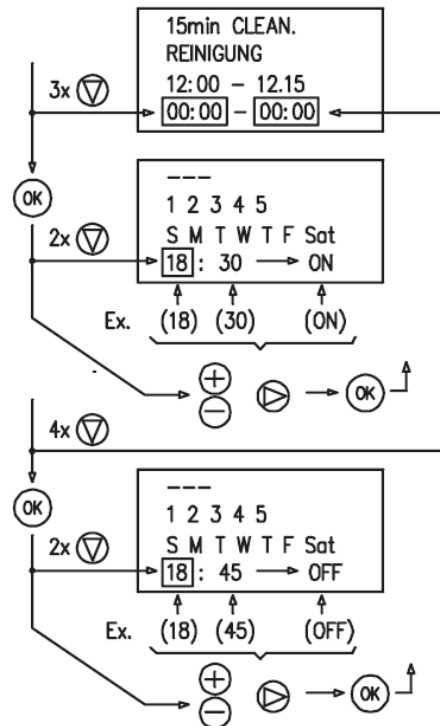 15min CLEAN.
REINIGUNG
12:00 - 12.15
3x
00:00 - 00:00
OK
---
1 2 3 4 5
2x
S M T W T F Sat
18 : 30 ON
Ex. (18) (30) (ON)
+
−
OK
4x
OK
---
1 2 3 4 5
2x
S M T W T F Sat
18 : 45 OFF
Ex. (18) (45) (OFF)
+
−
OK